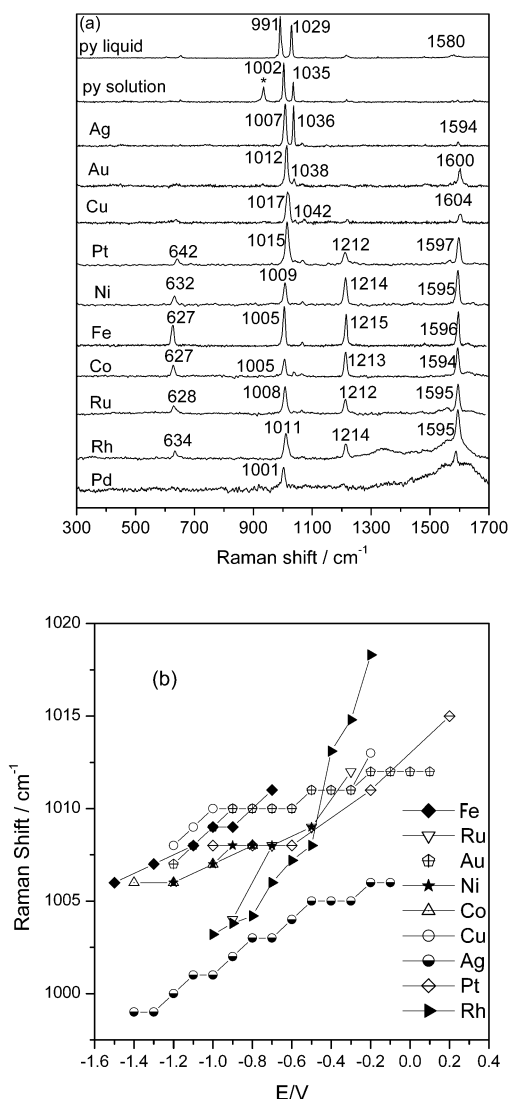 (a)
991 1029 1580
py liquid
1002 1035
py solution *
1007 1036 1594
Ag
1012 1038 1600
Au
1017 1042 1604
Cu
642 1015 1212 1597
Pt
632 1009 1214 1595
Ni
627 1005 1215 1596
Fe
627 1005 1213 1594
Co
628 1008 1212 1595
Ru
634 1011 1214 1595
Rh
1001
Pd
300 500 700 900 1100 1300 1500 1700
Raman shift / cm-1
(b)
1020
1015
1010
1005
1000
Raman Shift / cm-1
Fe
Ru
Au
Ni
Co
Cu
Ag
Pt
Rh
-1.6 -1.4 -1.2 -1.0 -0.8 -0.6 -0.4 -0.2 0.0 0.2 0.4
E/V